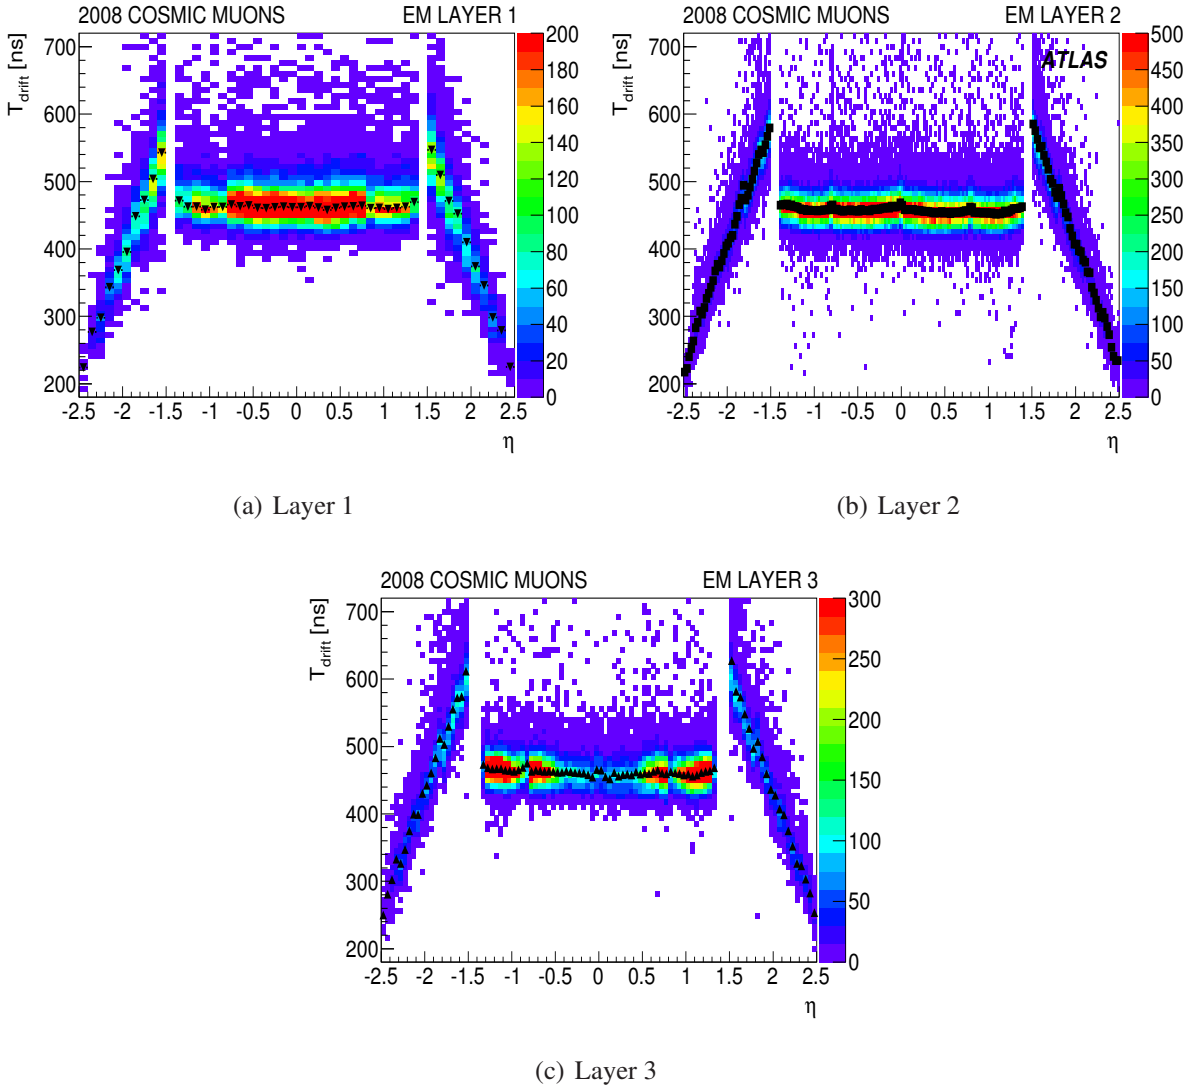 2008 COSMIC MUONS EM LAYER 1
T_drift [ns]
700
600
500
400
300
200
-2.5 -2 -1.5 -1 -0.5 0 0.5 1 1.5 2 2.5
η
200
180
160
140
120
100
80
60
40
20
0
(a) Layer 1
2008 COSMIC MUONS EM LAYER 2
ATLAS
T_drift [ns]
700
600
500
400
300
200
-2.5 -2 -1.5 -1 -0.5 0 0.5 1 1.5 2 2.5
η
500
450
400
350
300
250
200
150
100
50
0
(b) Layer 2
2008 COSMIC MUONS EM LAYER 3
T_drift [ns]
700
600
500
400
300
200
-2.5 -2 -1.5 -1 -0.5 0 0.5 1 1.5 2 2.5
η
300
250
200
150
100
50
0
(c) Layer 3